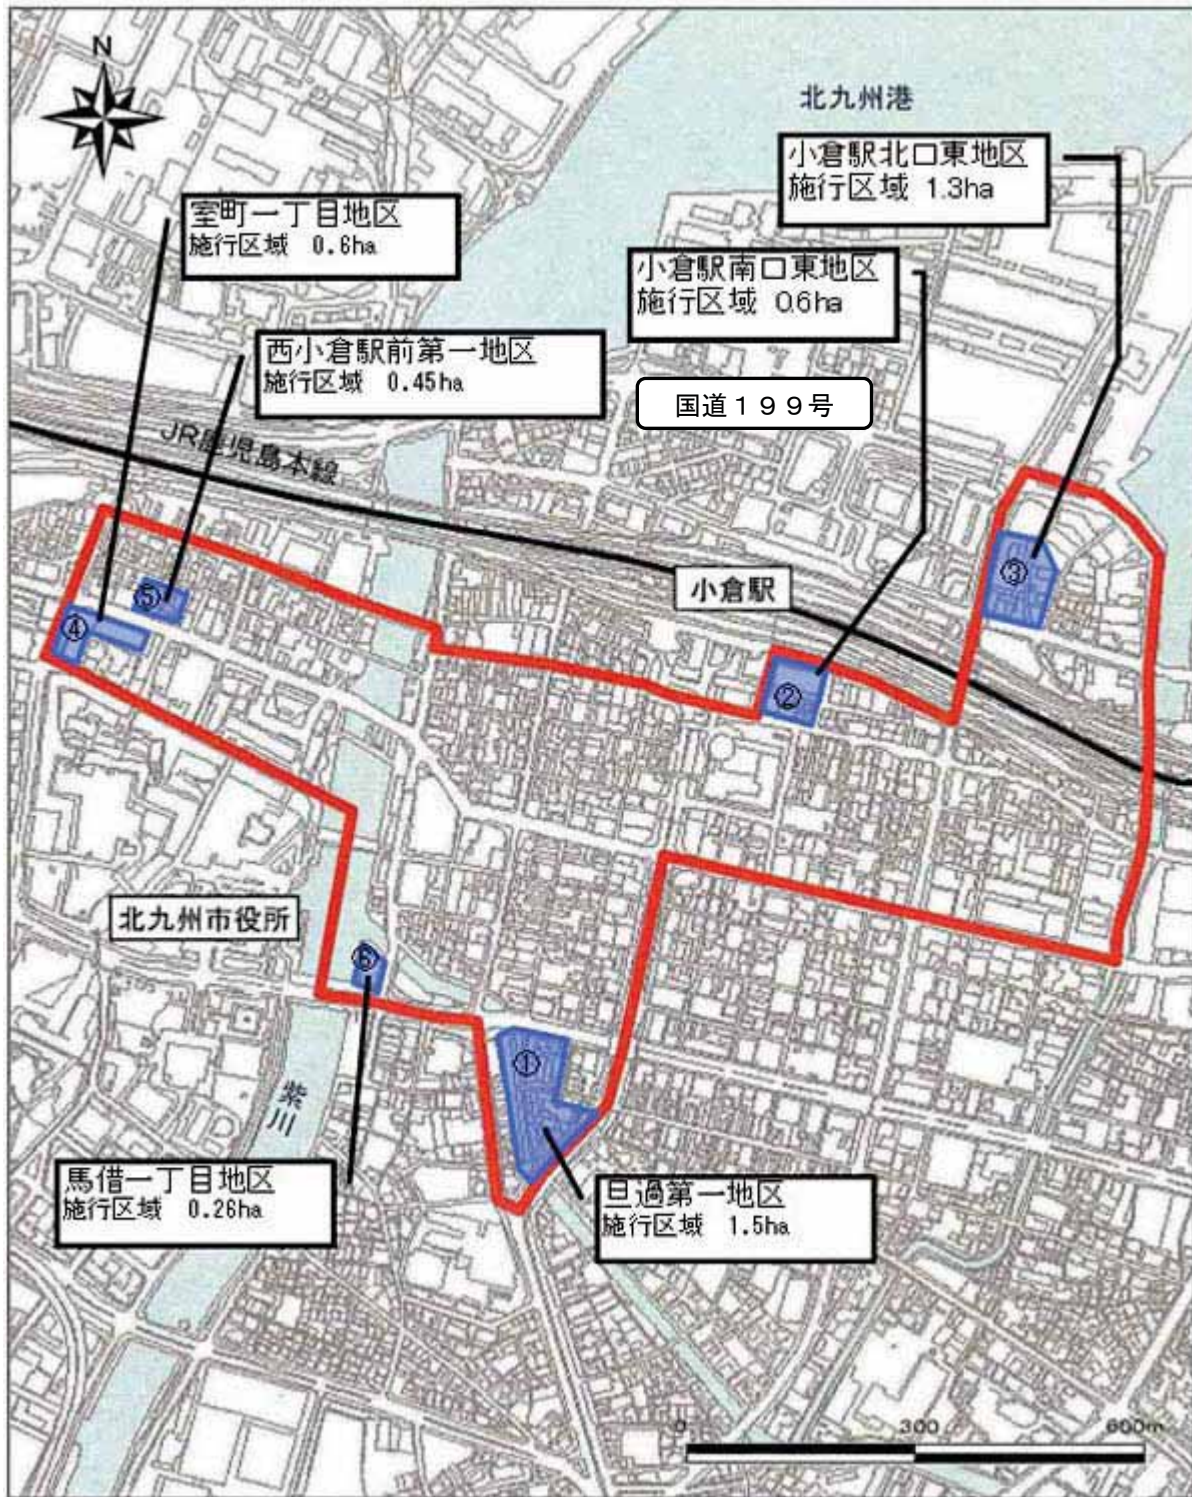 N
北九州港
小倉駅北口東地区
施行区域 1.3ha
室町一丁目地区
施行区域 0.6ha
小倉駅南口東地区
施行区域 0.6ha
西小倉駅前第一地区
施行区域 0.45ha
国道199号
JR鹿児島本線
小倉駅
③
⑤
④
②
北九州市役所
⑥
①
紫川
馬借一丁目地区
施行区域 0.26ha
旦過第一地区
施行区域 1.5ha
0 300 600m